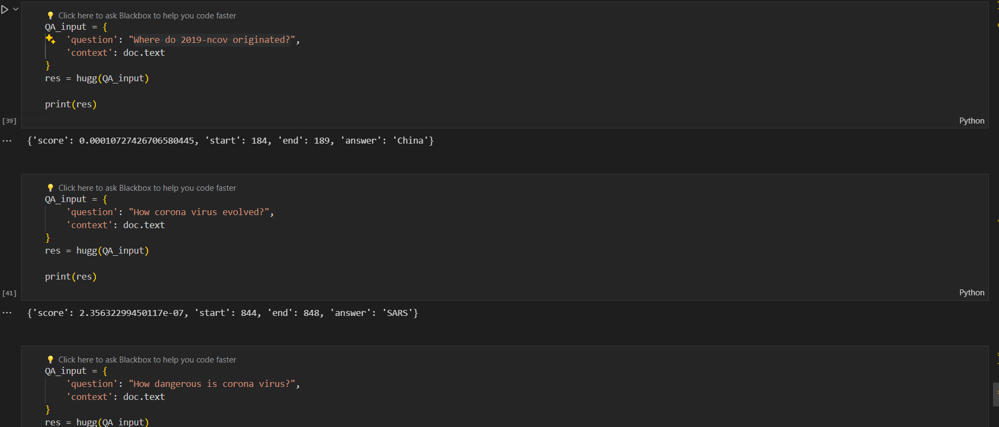 Click here to ask Blackbox to help you code faster
QA_input = {
'question': "Where do 2019-ncov originated?",
'context': doc.text
}
res = hugg(QA_input)
print(res)
[39]
Python
... {'score': 0.00010727426706580445, 'start': 184, 'end': 189, 'answer': 'China'}
Click here to ask Blackbox to help you code faster
QA_input = {
'question': "How corona virus evolved?",
'context': doc.text
}
res = hugg(QA_input)
print(res)
[41]
Python
... {'score': 2.35632299450117e-07, 'start': 844, 'end': 848, 'answer': 'SARS'}
Click here to ask Blackbox to help you code faster
QA_input = {
'question': "How dangerous is corona virus?",
'context': doc.text
}
res = hugg(QA_input)